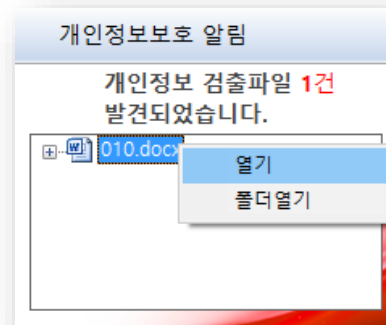 개인정보보호 알림
개인정보 검출파일 1건
발견되었습니다.
010.docx
열기
폴더열기